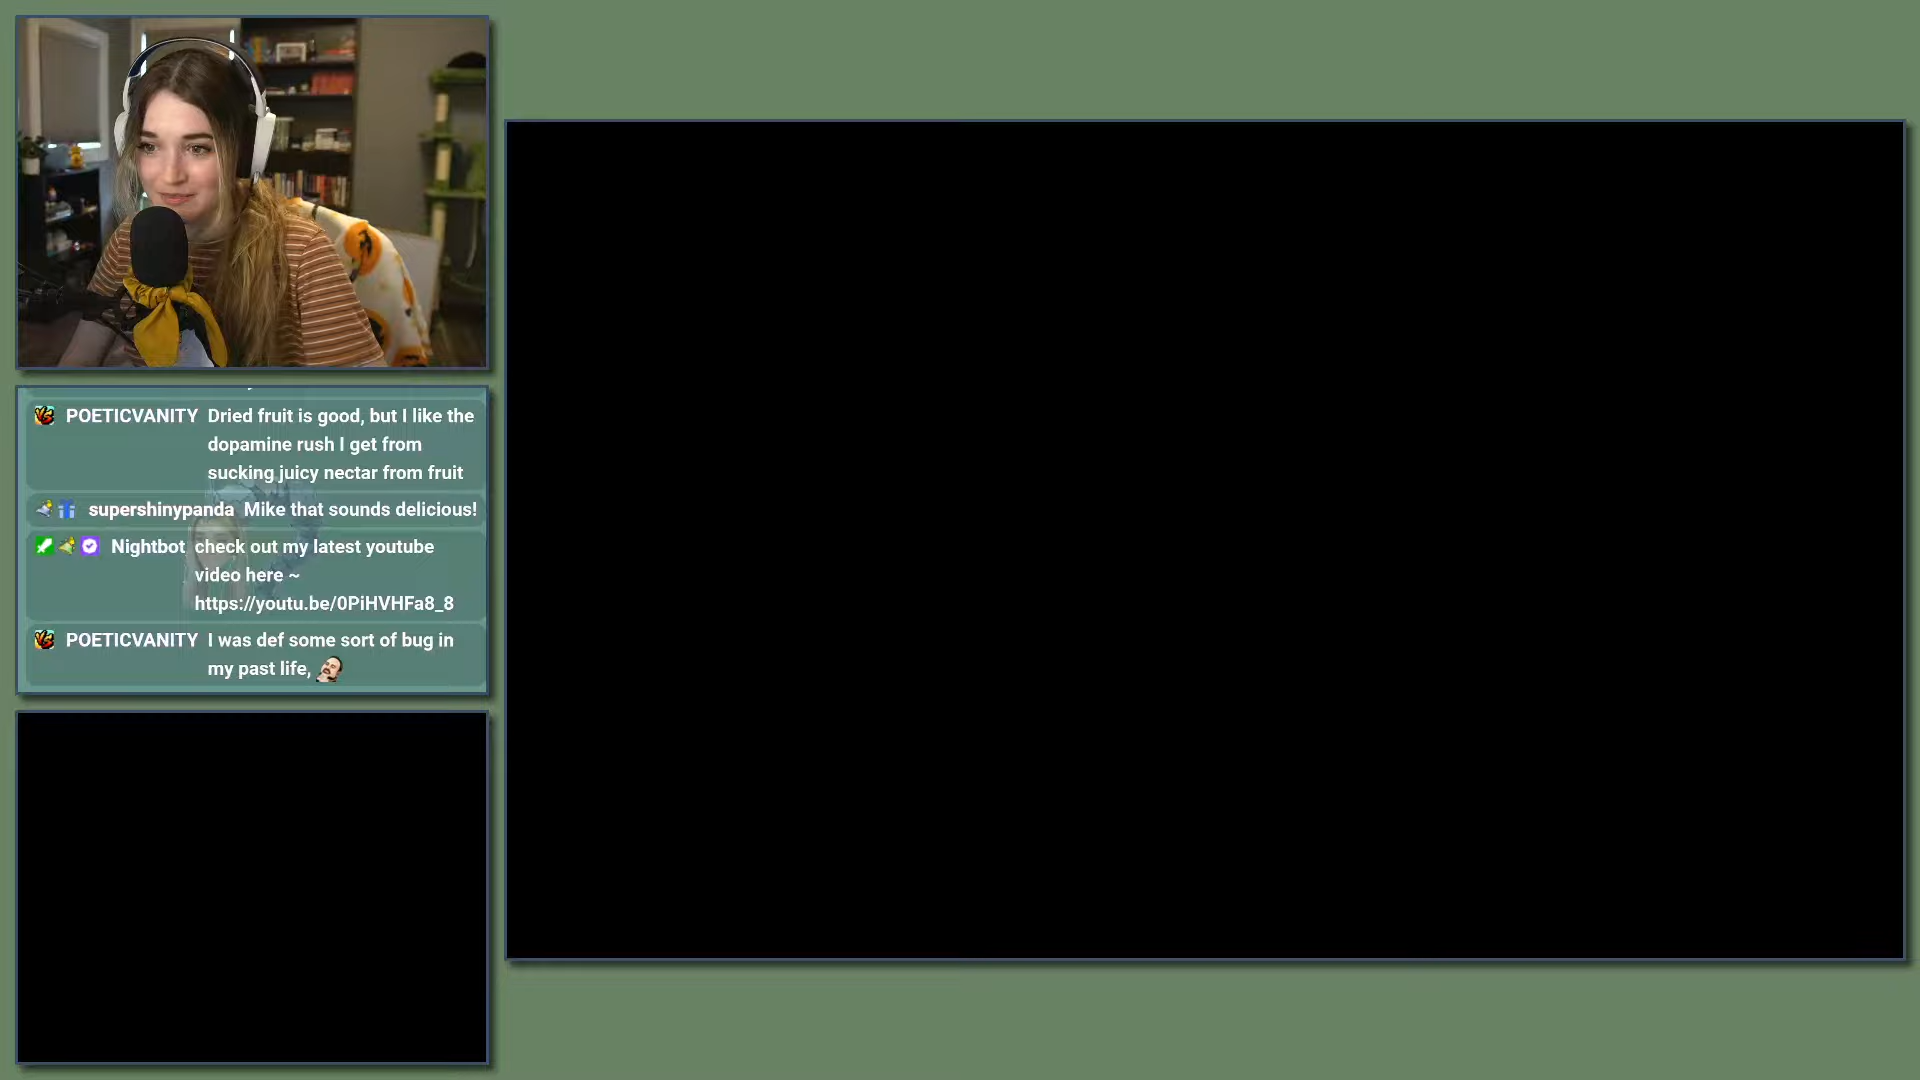 POETICVANITY Dried fruit is good, but I like the
dopamine rush I get from
sucking juicy nectar from fruit
supershinypanda Mike that sounds delicious!
Nightbot check out my latest youtube
video here ~
https://youtu.be/0PiHVHFa8_8
POETICVANITY I was def some sort of bug in
my past life,